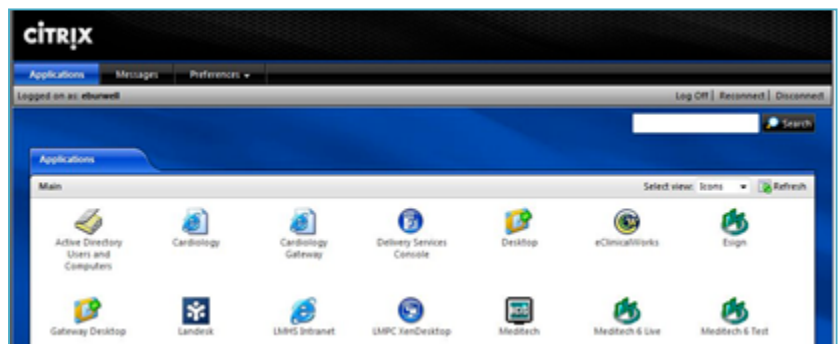 CİTRIX
Applications Messages Preferences
Logged on as: eburwell Log Off | Reconnect | Disconnect
Search
Applications
Main Select view: Icons Refresh
Active Directory Cardiology Cardiology Delivery Services Desktop eClinicalWorks Esign
Users and Gateway Console
Computers
Gateway Desktop Landesk LMHS Intranet LMPC XenDesktop Meditech Meditech 6 Live Meditech 6 Test